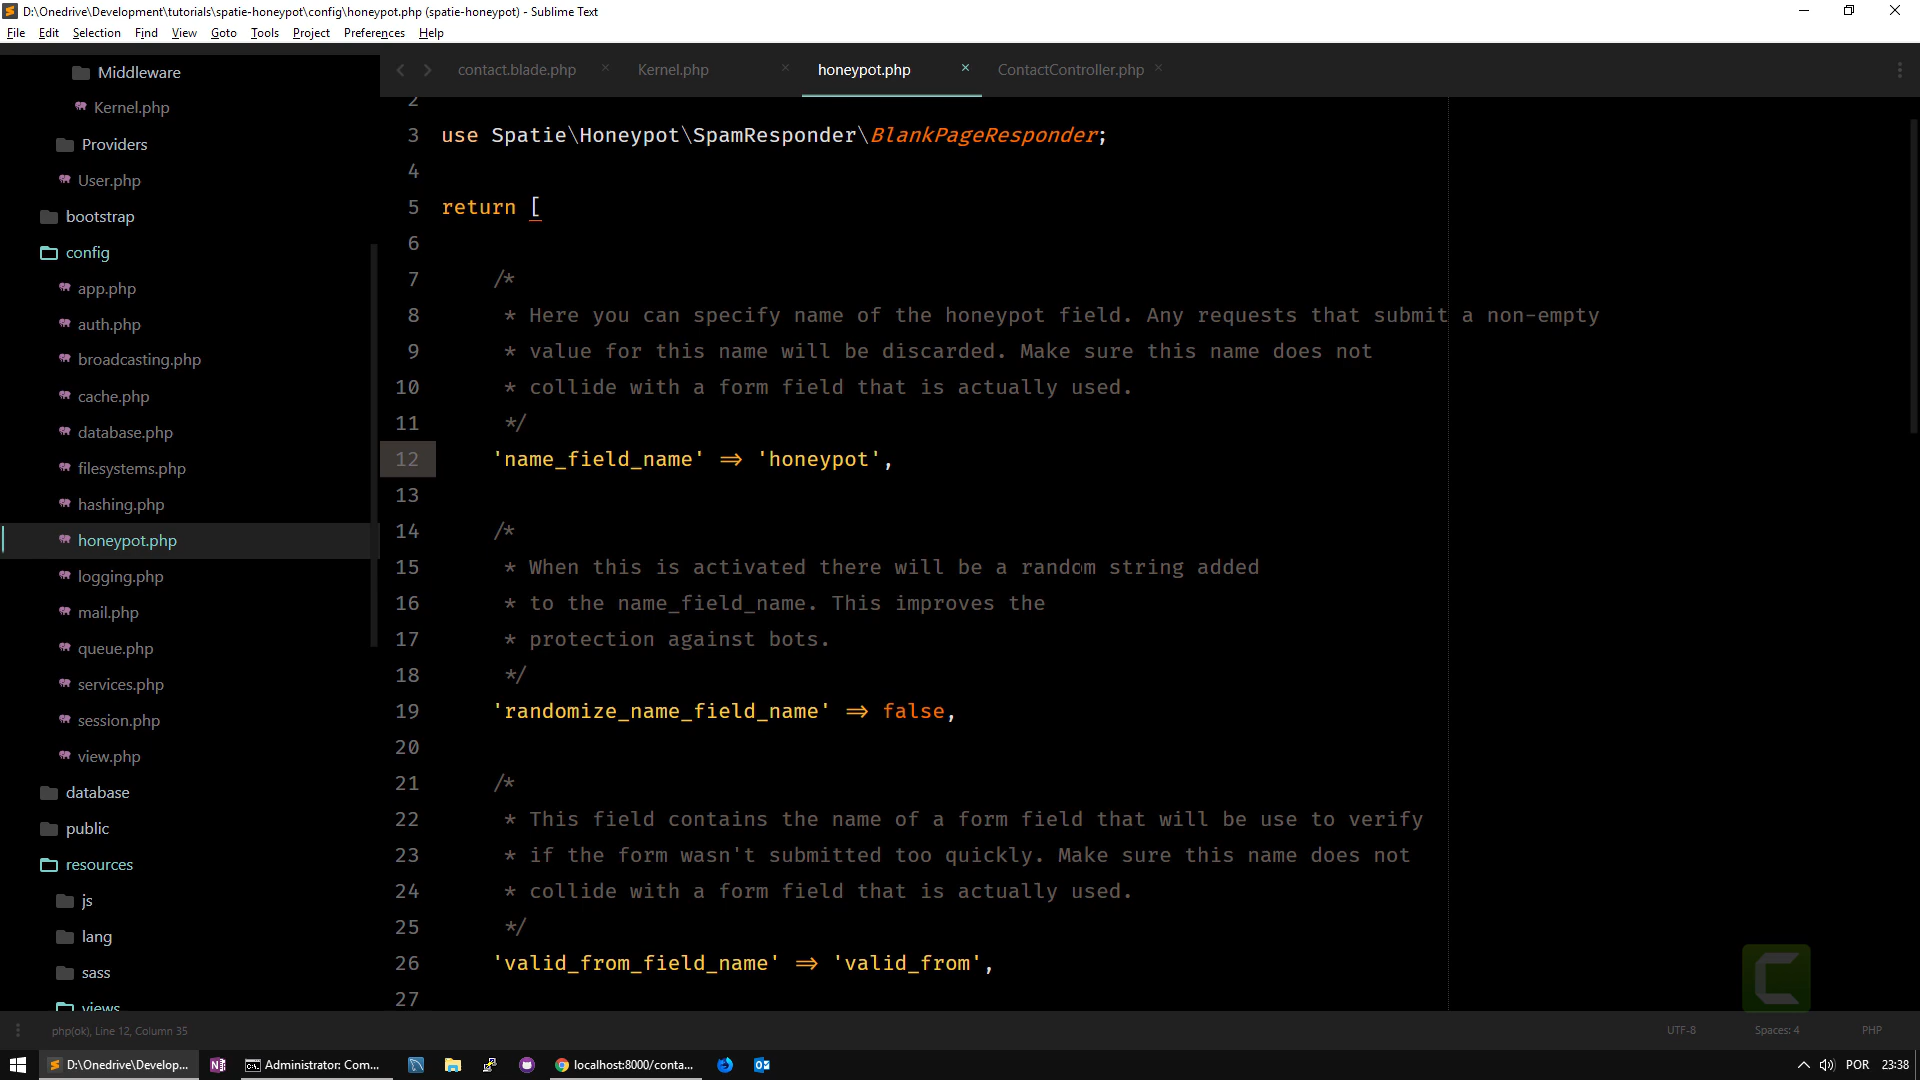 D:\Onedrive\Development\tutorials\spatie-honeypot\config\honeypot.php (spatie-honeypot) - Sublime Text
File Edit Selection Find View Goto Tools Project Preferences Help
Middleware
Kernel.php
Providers
User.php
bootstrap
config
app.php
auth.php
broadcasting.php
cache.php
database.php
filesystems.php
hashing.php
honeypot.php
logging.php
mail.php
queue.php
services.php
session.php
view.php
database
public
resources
js
lang
sass
views
contact.blade.php × Kernel.php × honeypot.php × ContactController.php ×
2
3 use Spatie\Honeypot\SpamResponder\BlankPageResponder;
4
5 return [
6
7 /*
8 * Here you can specify name of the honeypot field. Any requests that submit a non-empty
9 * value for this name will be discarded. Make sure this name does not
10 * collide with a form field that is actually used.
11 */
12 'name_field_name' => 'honeypot',
13
14 /*
15 * When this is activated there will be a random string added
16 * to the name_field_name. This improves the
17 * protection against bots.
18 */
19 'randomize_name_field_name' => false,
20
21 /*
22 * This field contains the name of a form field that will be use to verify
23 * if the form wasn't submitted too quickly. Make sure this name does not
24 * collide with a form field that is actually used.
25 */
26 'valid_from_field_name' => 'valid_from',
27
php(ok), Line 12, Column 35 UTF-8 Spaces: 4 PHP
D:\Onedrive\Develop... Administrator: Com... localhost:8000/conta... POR 23:38